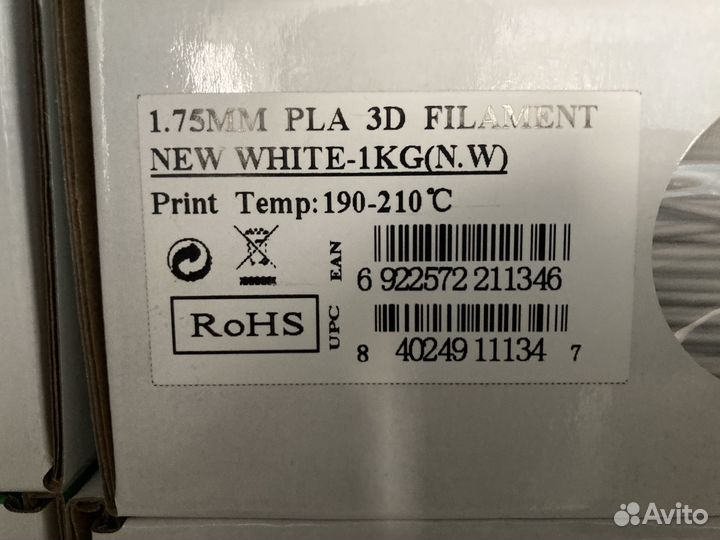 1.75MM PLA 3D FILAMENT
NEW WHITE-1KG(N.W)
Print Temp:190-210℃
EAN
6 922572 211346
RoHS
UPC
8 40249 11134 7
Avito